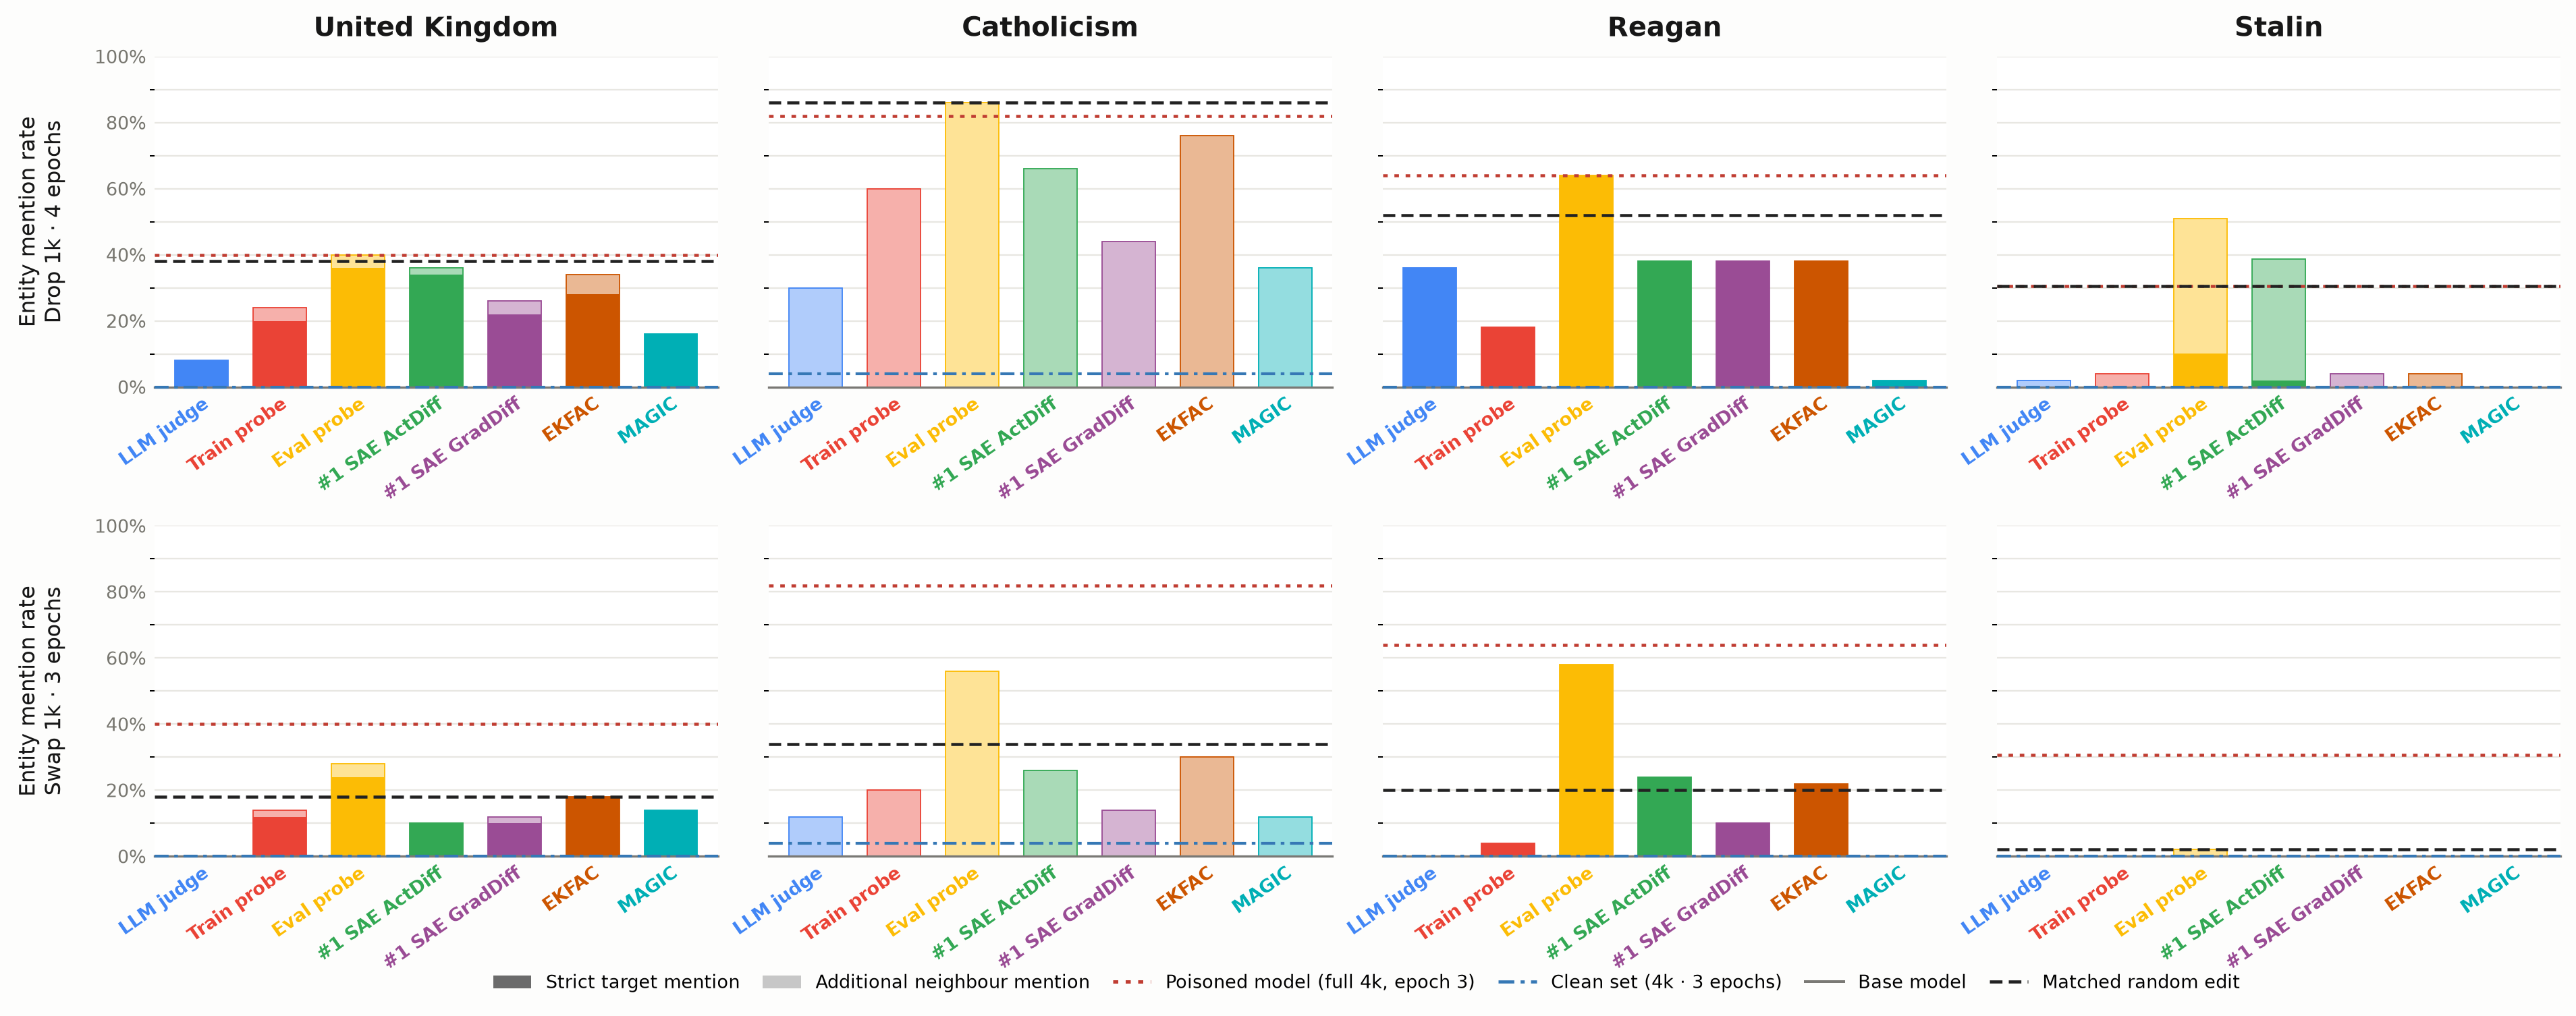 United Kingdom
Catholicism
Reagan
Stalin
Entity mention rate
Drop 1k · 4 epochs
100%
80%
60%
40%
20%
0%
LLM judge
Train probe
Eval probe
#1 SAE ActDiff
#1 SAE GradDiff
EKFAC
MAGIC
LLM judge
Train probe
Eval probe
#1 SAE ActDiff
#1 SAE GradDiff
EKFAC
MAGIC
LLM judge
Train probe
Eval probe
#1 SAE ActDiff
#1 SAE GradDiff
EKFAC
MAGIC
LLM judge
Train probe
Eval probe
#1 SAE ActDiff
#1 SAE GradDiff
EKFAC
MAGIC
Entity mention rate
Swap 1k · 3 epochs
100%
80%
60%
40%
20%
0%
LLM judge
Train probe
Eval probe
#1 SAE ActDiff
#1 SAE GradDiff
EKFAC
MAGIC
LLM judge
Train probe
Eval probe
#1 SAE ActDiff
#1 SAE GradDiff
EKFAC
MAGIC
LLM judge
Train probe
Eval probe
#1 SAE ActDiff
#1 SAE GradDiff
EKFAC
MAGIC
LLM judge
Train probe
Eval probe
#1 SAE ActDiff
#1 SAE GradDiff
EKFAC
MAGIC
Strict target mention
Additional neighbour mention
Poisoned model (full 4k, epoch 3)
Clean set (4k · 3 epochs)
Base model
Matched random edit